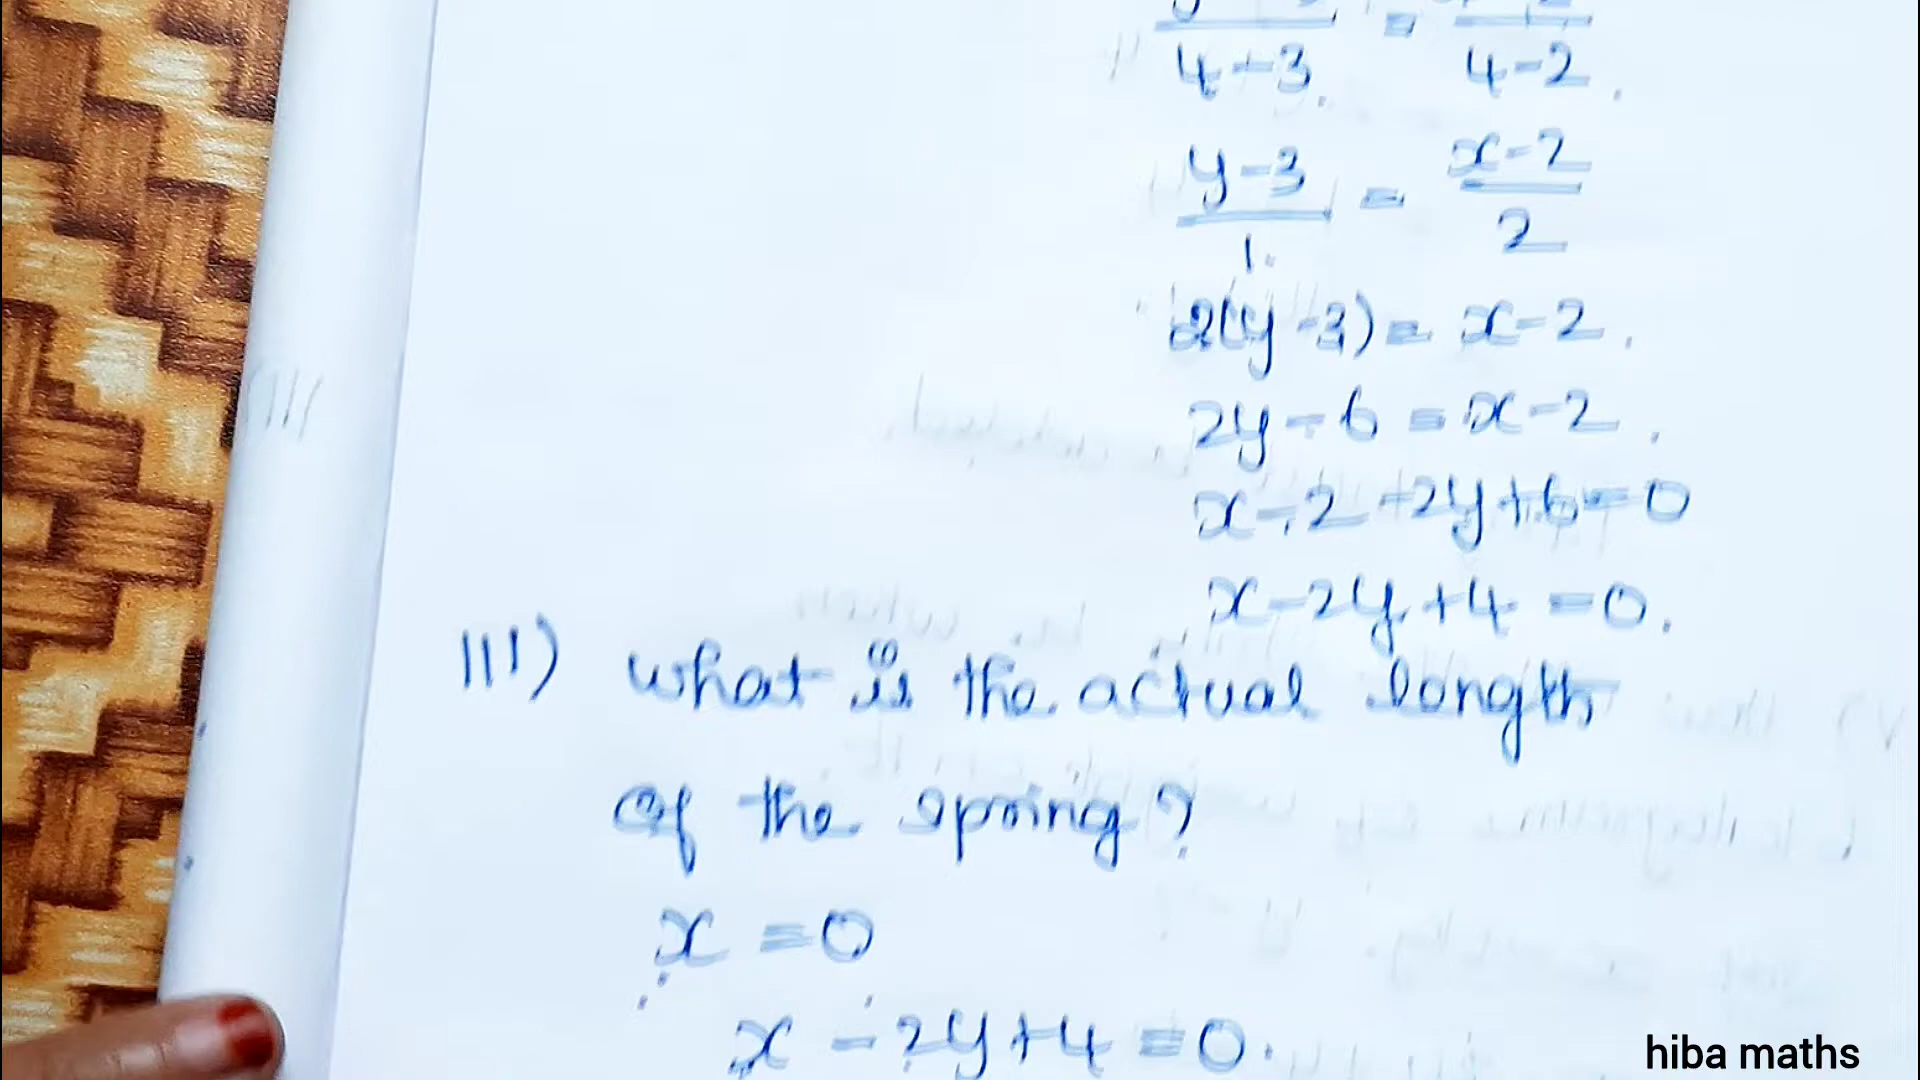 4-3 4-2
y-3 = x-2
1 2
2(y-3) = x-2
2y-6 = x-2
x-2-2y+6=0
x-2y+4=0.
III) what is the actual length
of the spring?
x=0
x-2y+4=0.
hiba maths